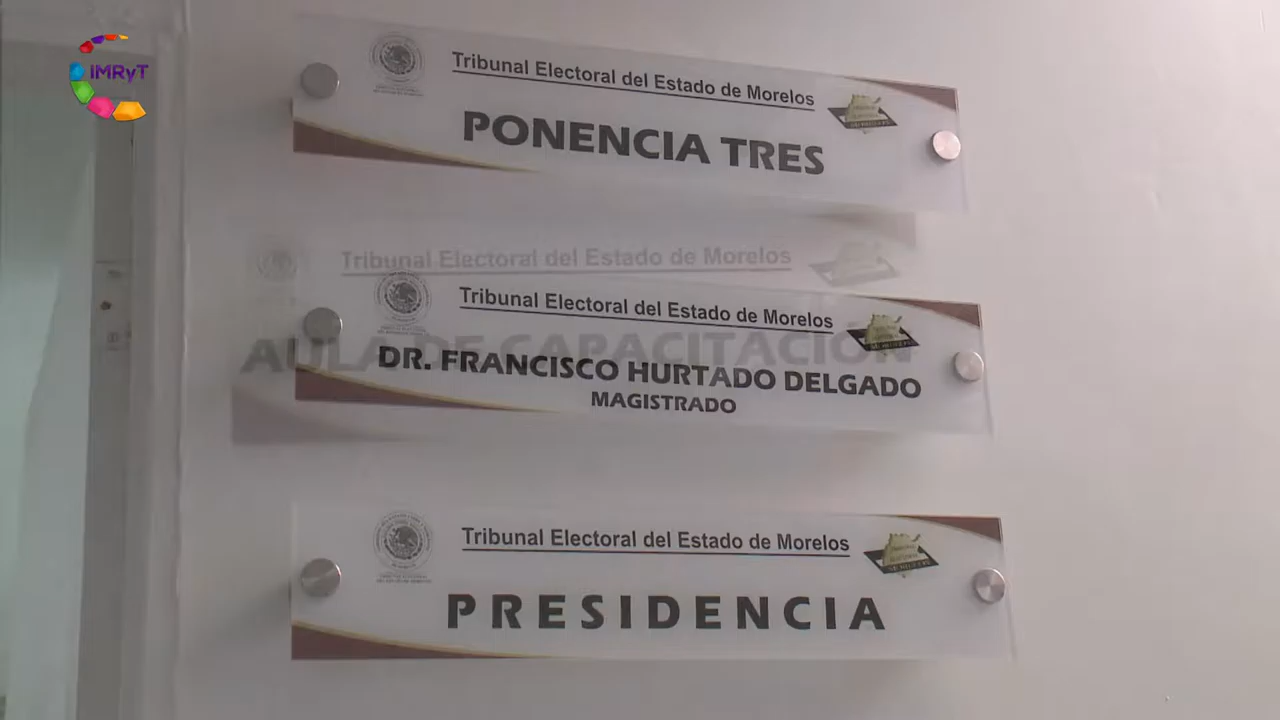 IMRyT
Tribunal Electoral del Estado de Morelos
PONENCIA TRES
Tribunal Electoral del Estado de Morelos
AULA DE CAPACITACIÓN
Tribunal Electoral del Estado de Morelos
DR. FRANCISCO HURTADO DELGADO
MAGISTRADO
Tribunal Electoral del Estado de Morelos
PRESIDENCIA